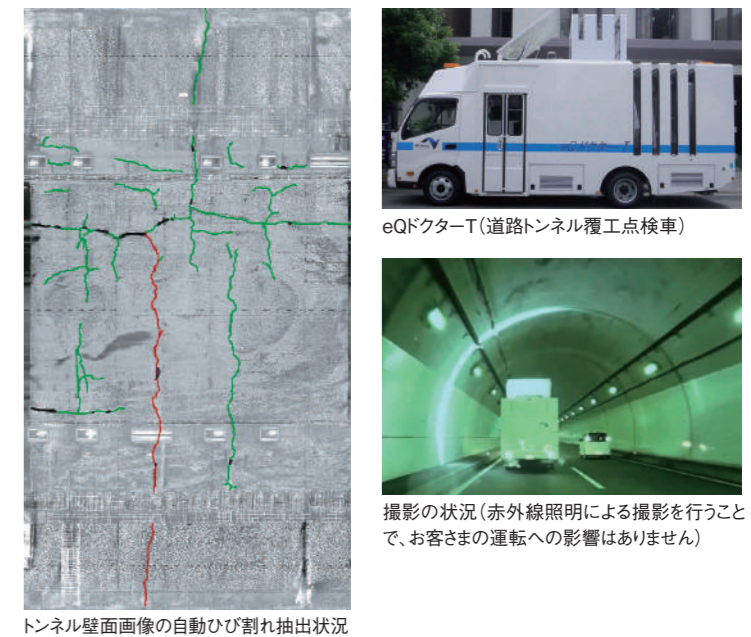 eQドクターT（道路トンネル覆工点検車）
撮影の状況（赤外線照明による撮影を行うこと
で、お客さまの運転への影響はありません）
トンネル壁面画像の自動ひび割れ抽出状況